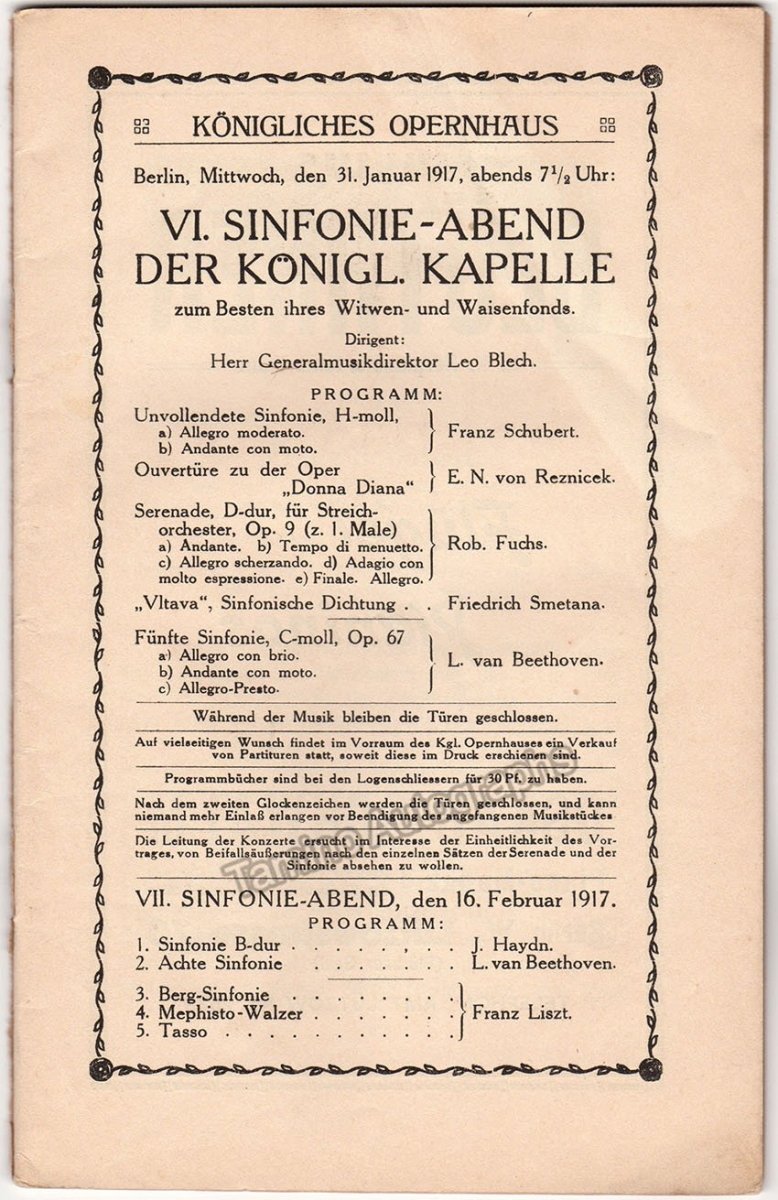 KÖNIGLICHES OPERNHAUS
Berlin, Mittwoch, den 31. Januar 1917, abends 7½ Uhr:
VI. SINFONIE-ABEND
DER KÖNIGL. KAPELLE
zum Besten ihres Witwen- und Waisenfonds.
Dirigent:
Herr Generalmusikdirektor Leo Blech.
PROGRAMM:
Unvollendete Sinfonie, H-moll,
a) Allegro moderato.
b) Andante con moto.
Franz Schubert.
Ouvertüre zu der Oper
„Donna Diana“
E. N. von Reznicek.
Serenade, D-dur, für Streich-
orchester, Op. 9 (z. 1. Male)
a) Andante. b) Tempo di menuetto.
c) Allegro scherzando. d) Adagio con
molto espressione. e) Finale. Allegro.
Rob. Fuchs.
„Vltava“, Sinfonische Dichtung . . Friedrich Smetana.
Fünfte Sinfonie, C-moll, Op. 67
a) Allegro con brio.
b) Andante con moto.
c) Allegro-Presto.
L. van Beethoven.
Während der Musik bleiben die Türen geschlossen.
Auf vielseitigen Wunsch findet im Vorraum des Kgl. Opernhauses ein Verkauf
von Partituren statt, soweit diese im Druck erschienen sind.
Programmbücher sind bei den Logenschliessern für 30 Pf. zu haben.
Nach dem zweiten Glockenzeichen werden die Türen geschlossen, und kann
niemand mehr Einlaß erlangen vor Beendigung des angefangenen Musikstückes
Die Leitung der Konzerte ersucht im Interesse der Einheitlichkeit des Vor-
trages, von Beifallsäußerungen nach den einzelnen Sätzen der Serenade und der
Sinfonie absehen zu wollen.
Tamino Autographs
VII. SINFONIE-ABEND, den 16. Februar 1917.
PROGRAMM:
1. Sinfonie B-dur . . . . . . . J. Haydn.
2. Achte Sinfonie . . . . . . . L. van Beethoven.
3. Berg-Sinfonie . . . . . . . .
4. Mephisto-Walzer . . . . . .
5. Tasso . . . . . . . . . .
Franz Liszt.